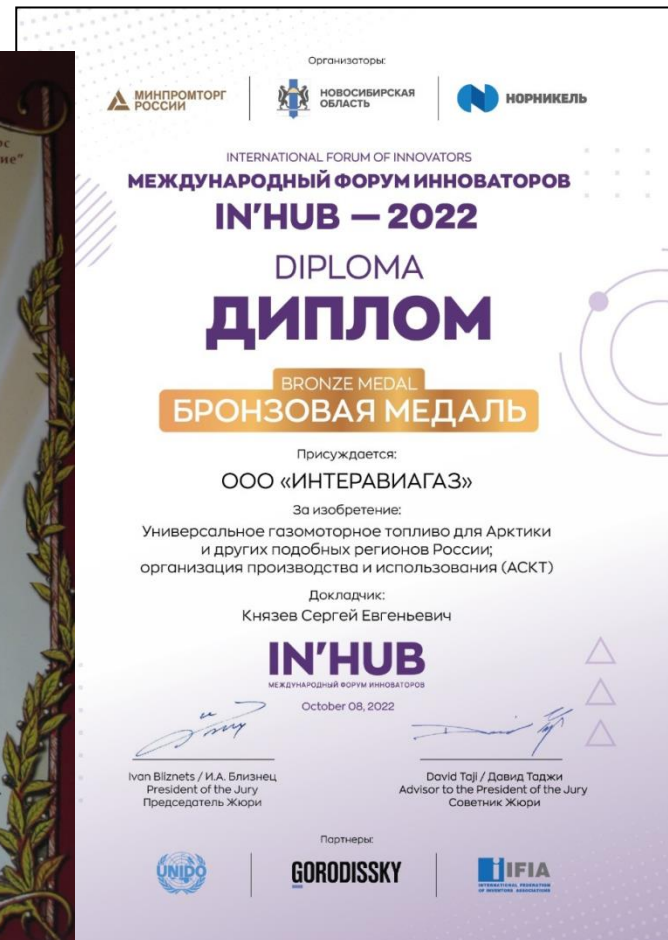 ос
ие"
Организаторы:
МИНПРОМТОРГ
РОССИИ
НОВОСИБИРСКАЯ
ОБЛАСТЬ
НОРНИКЕЛЬ
INTERNATIONAL FORUM OF INNOVATORS
МЕЖДУНАРОДНЫЙ ФОРУМ ИННОВАТОРОВ
IN'HUB — 2022
DIPLOMA
ДИПЛОМ
BRONZE MEDAL
БРОНЗОВАЯ МЕДАЛЬ
Присуждается:
ООО «ИНТЕРАВИАГАЗ»
За изобретение:
Универсальное газомоторное топливо для Арктики
и других подобных регионов России;
организация производства и использования (АСКТ)
Докладчик:
Князев Сергей Евгеньевич
IN'HUB
МЕЖДУНАРОДНЫЙ ФОРУМ ИННОВАТОРОВ
October 08, 2022
Ivan Bliznets / И.А. Близнец
President of the Jury
Председатель Жюри
David Taji / Давид Таджи
Advisor to the President of the Jury
Советник Жюри
Партнеры:
UNIDO
GORODISSKY
IFIA
INTERNATIONAL FEDERATION
OF INVENTORS' ASSOCIATIONS